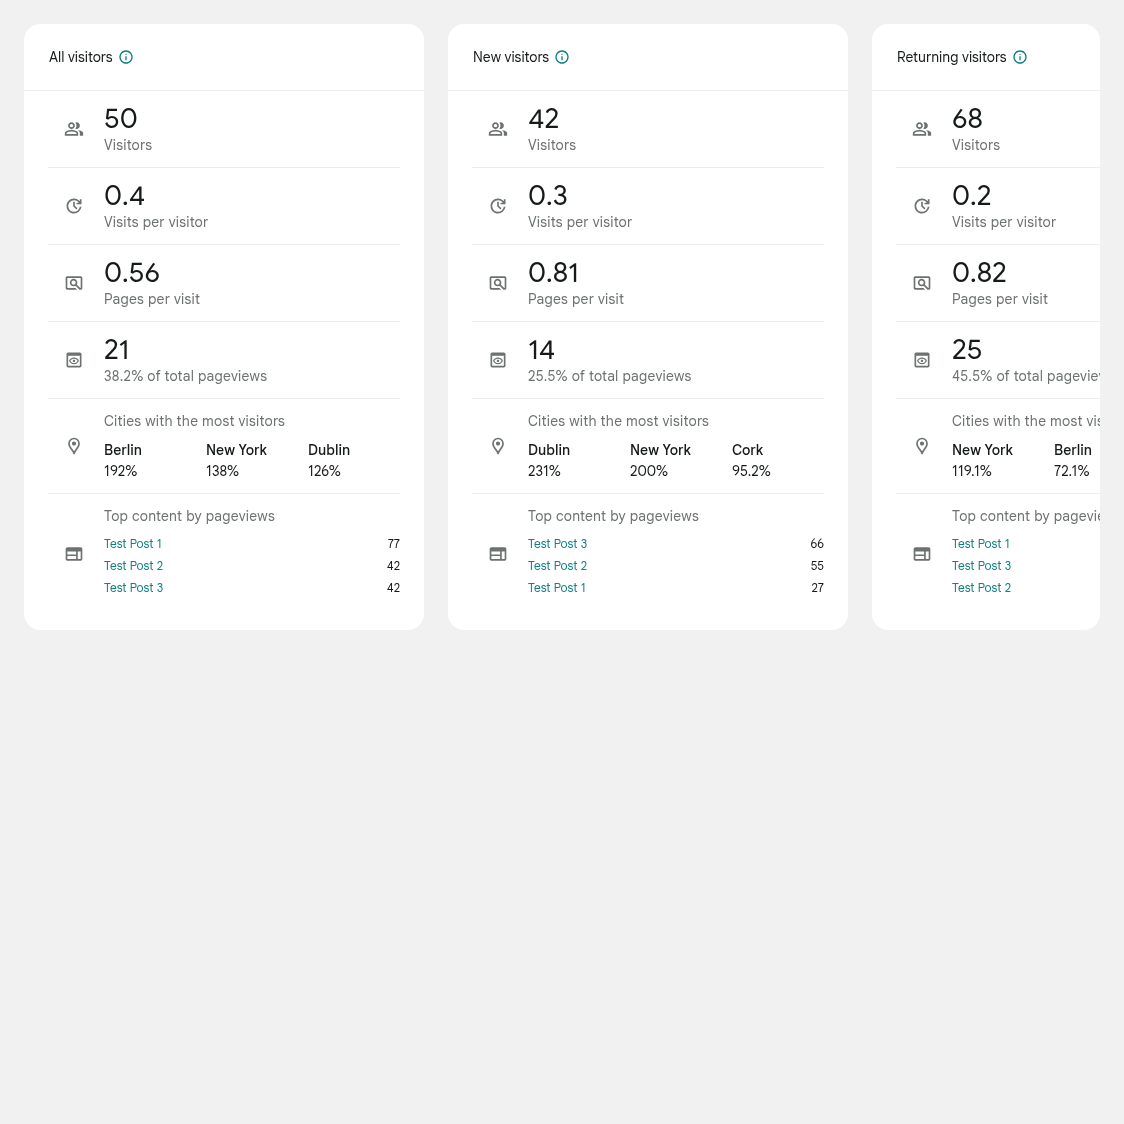 All visitors
50
Visitors
0.4
Visits per visitor
0.56
Pages per visit
21
38.2% of total pageviews
Cities with the most visitors
Berlin New York Dublin
192% 138% 126%
Top content by pageviews
Test Post 1 77
Test Post 2 42
Test Post 3 42
New visitors
42
Visitors
0.3
Visits per visitor
0.81
Pages per visit
14
25.5% of total pageviews
Cities with the most visitors
Dublin New York Cork
231% 200% 95.2%
Top content by pageviews
Test Post 3 66
Test Post 2 55
Test Post 1 27
Returning visitors
68
Visitors
0.2
Visits per visitor
0.82
Pages per visit
25
45.5% of total
Cities with the most
New York Berlin
119.1% 72.1%
Top content by
Test Post 1
Test Post 3
Test Post 2